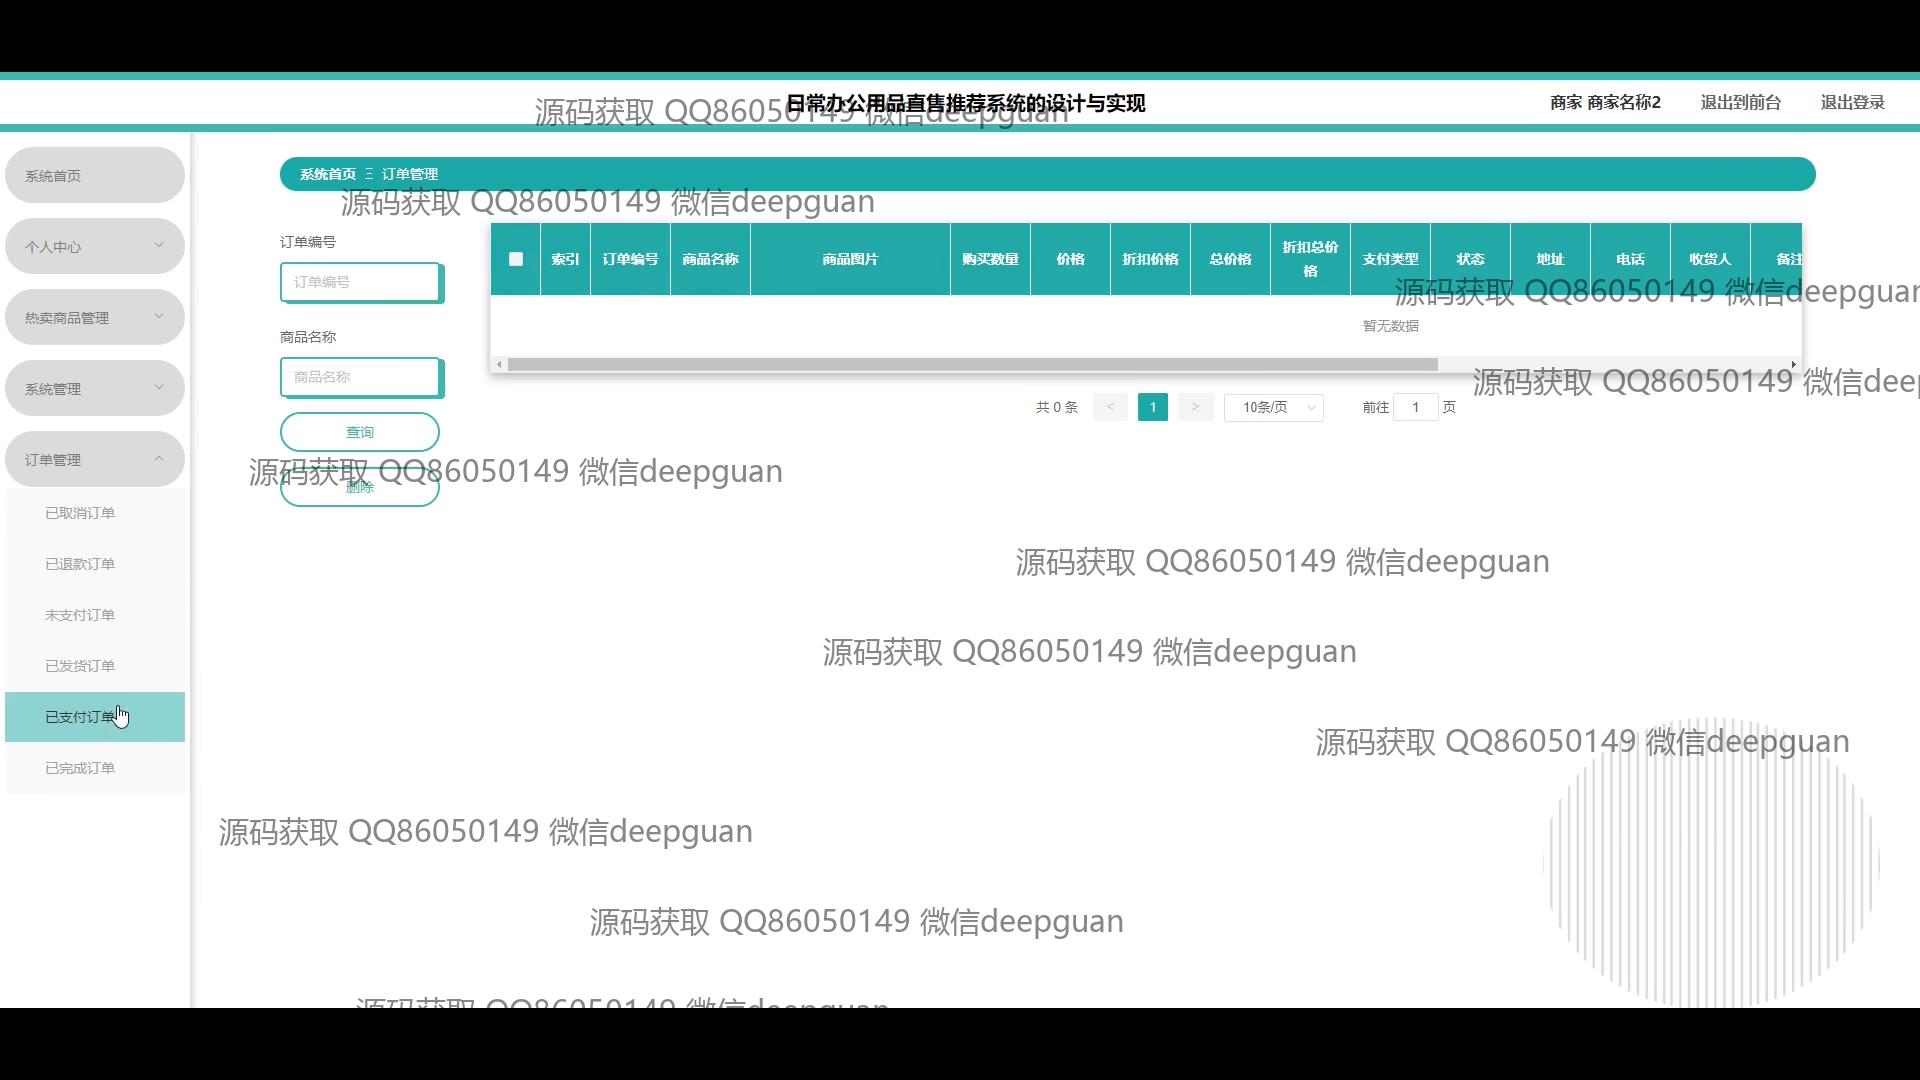 日常办公用品直售推荐系统的设计与实现
商家 商家名称2
退出到前台
退出登录
源码获取 QQ86050149 微信deepguan
系统首页
个人中心
热卖商品管理
系统管理
订单管理
已取消订单
已退款订单
未支付订单
已发货订单
已支付订单
已完成订单
系统首页 Ξ 订单管理
源码获取 QQ86050149 微信deepguan
订单编号
订单编号
商品名称
商品名称
查询
删除
索引 订单编号 商品名称 商品图片 购买数量 价格 折扣价格 总价格 折扣总价格 支付类型 状态 地址 电话 收货人 备注
源码获取 QQ86050149 微信deepguan
暂无数据
源码获取 QQ86050149 微信deep
共 0 条 < 1 > 10条/页 前往 1 页
源码获取 QQ86050149 微信deepguan
源码获取 QQ86050149 微信deepguan
源码获取 QQ86050149 微信deepguan
源码获取 QQ86050149 微信deepguan
源码获取 QQ86050149 微信deepguan
源码获取 QQ86050149 微信deepguan
源码获取 QQ86050149 微信deepguan